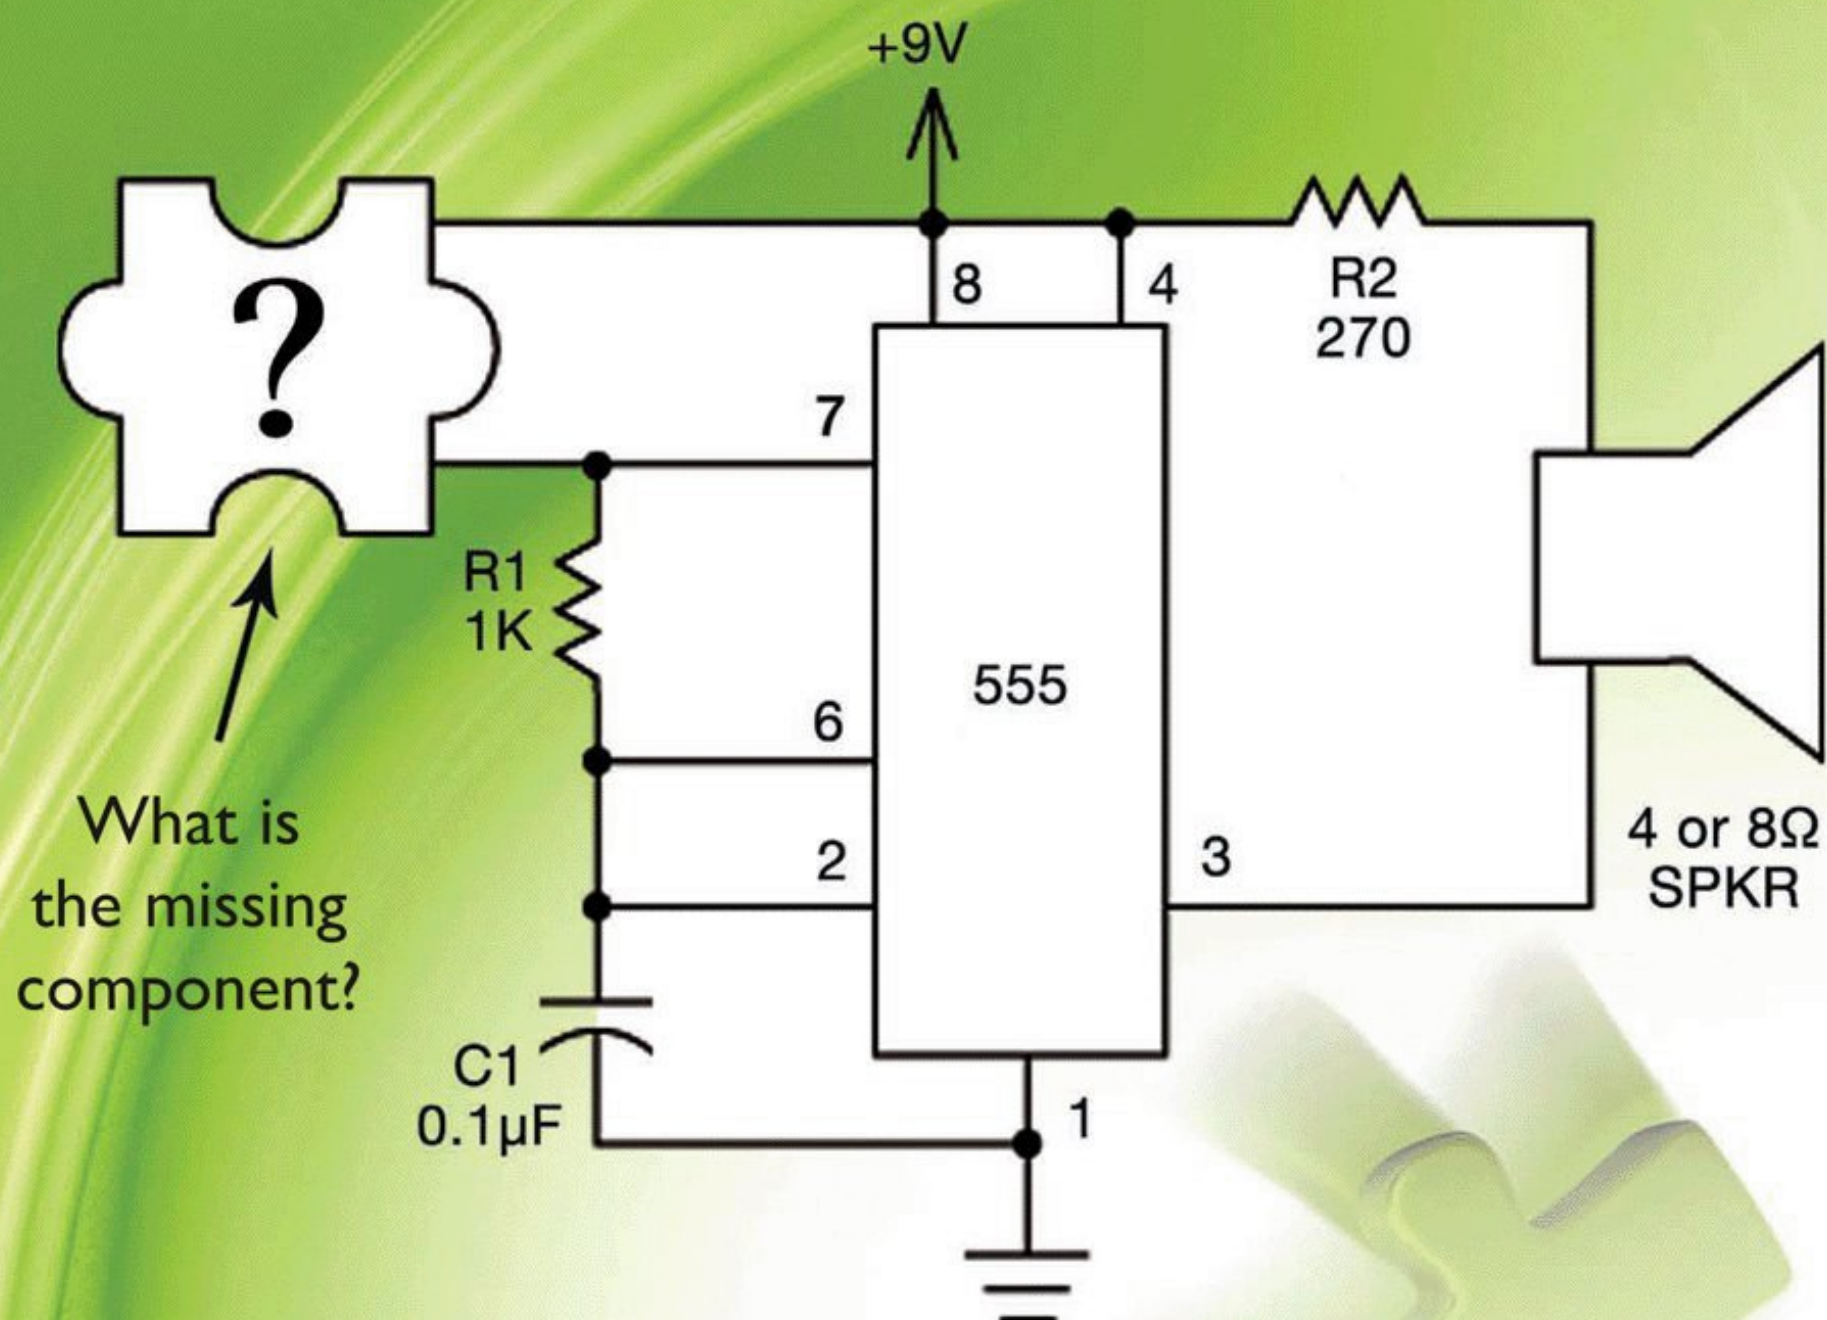 +9V
?
8
4
R2
270
7
R1
1K
6
555
2
3
4 or 8Ω
SPKR
What is
the missing
component?
C1
0.1µF
1